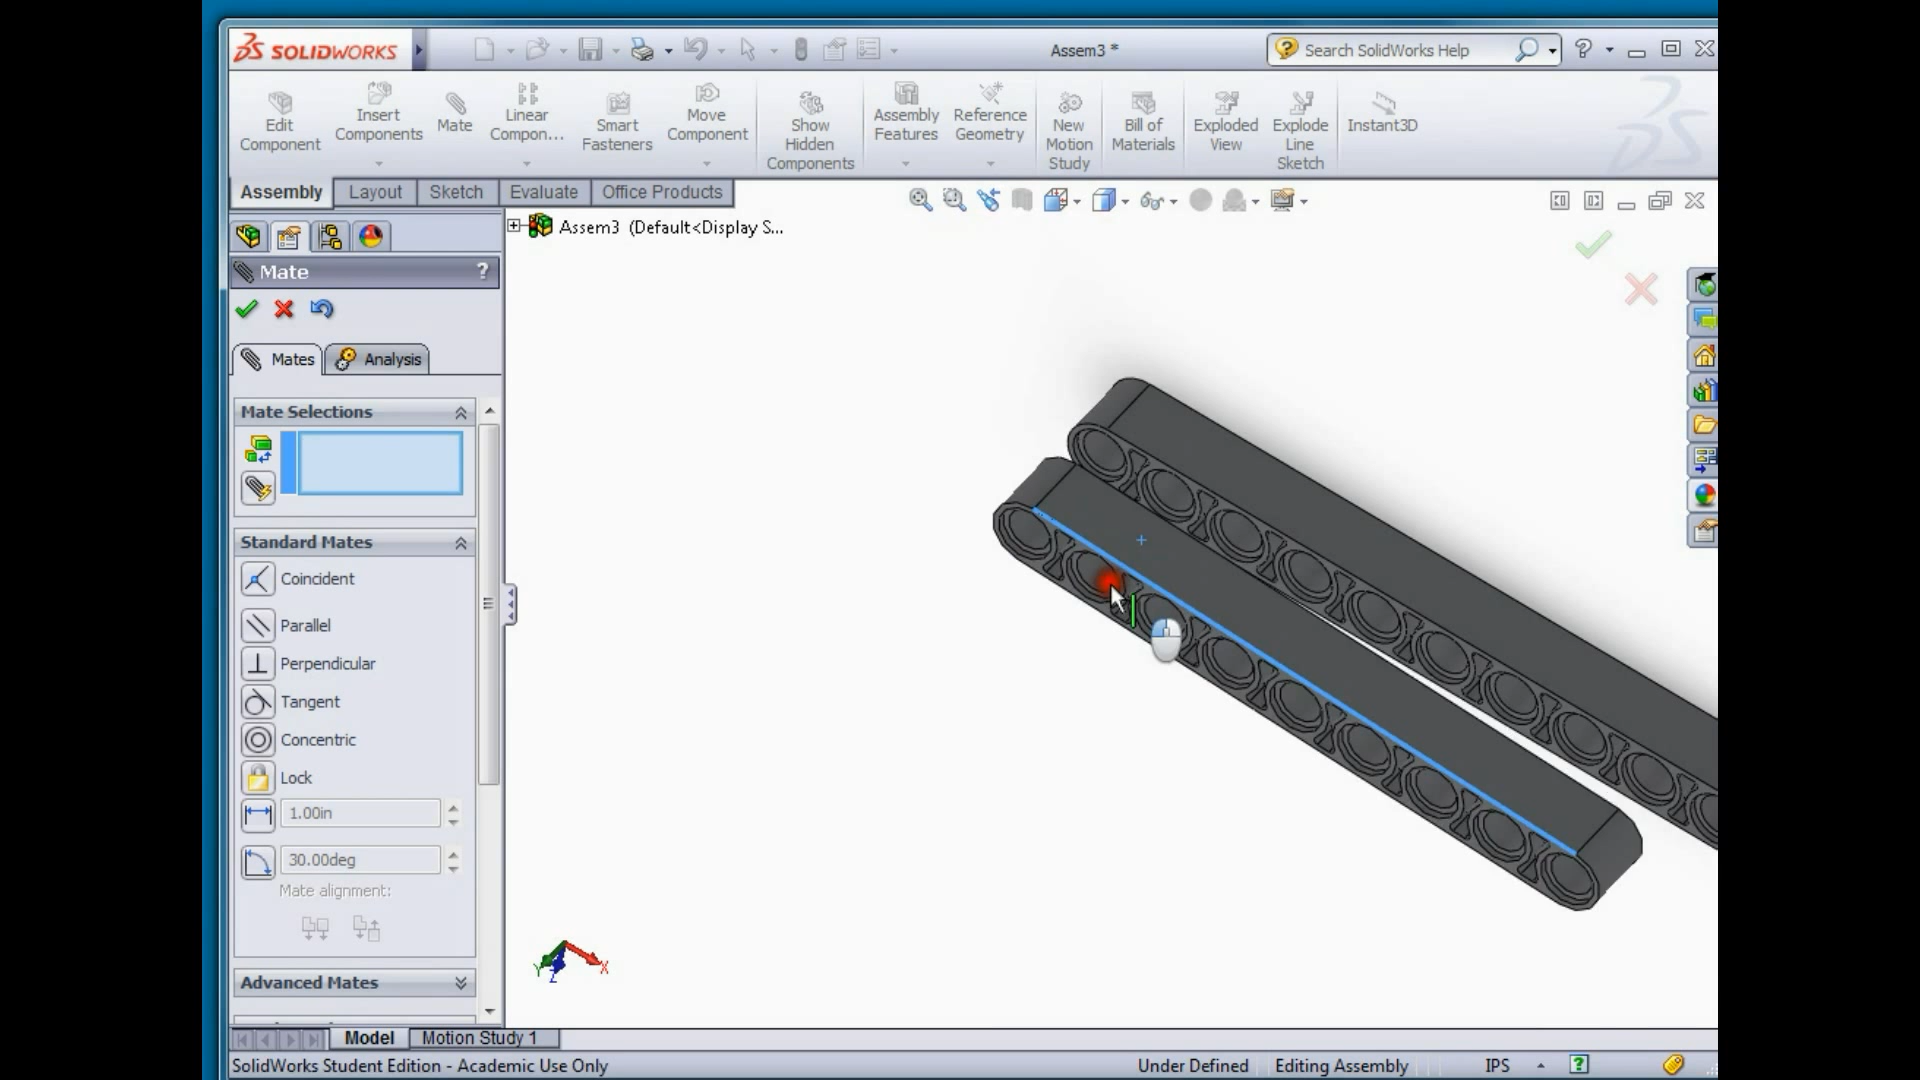 SOLIDWORKS
Assem3 *
Search SolidWorks Help
Edit Component
Insert Components
Mate
Linear Compon...
Smart Fasteners
Move Component
Show Hidden Components
Assembly Features
Reference Geometry
New Motion Study
Bill of Materials
Exploded View
Explode Line Sketch
Instant3D
Assembly
Layout
Sketch
Evaluate
Office Products
Assem3 (Default<Display S...
Mate
?
Mates
Analysis
Mate Selections
Standard Mates
Coincident
Parallel
Perpendicular
Tangent
Concentric
Lock
1.00in
30.00deg
Mate alignment:
Advanced Mates
Y
Z
X
Model
Motion Study 1
SolidWorks Student Edition - Academic Use Only
Under Defined
Editing Assembly
IPS
?